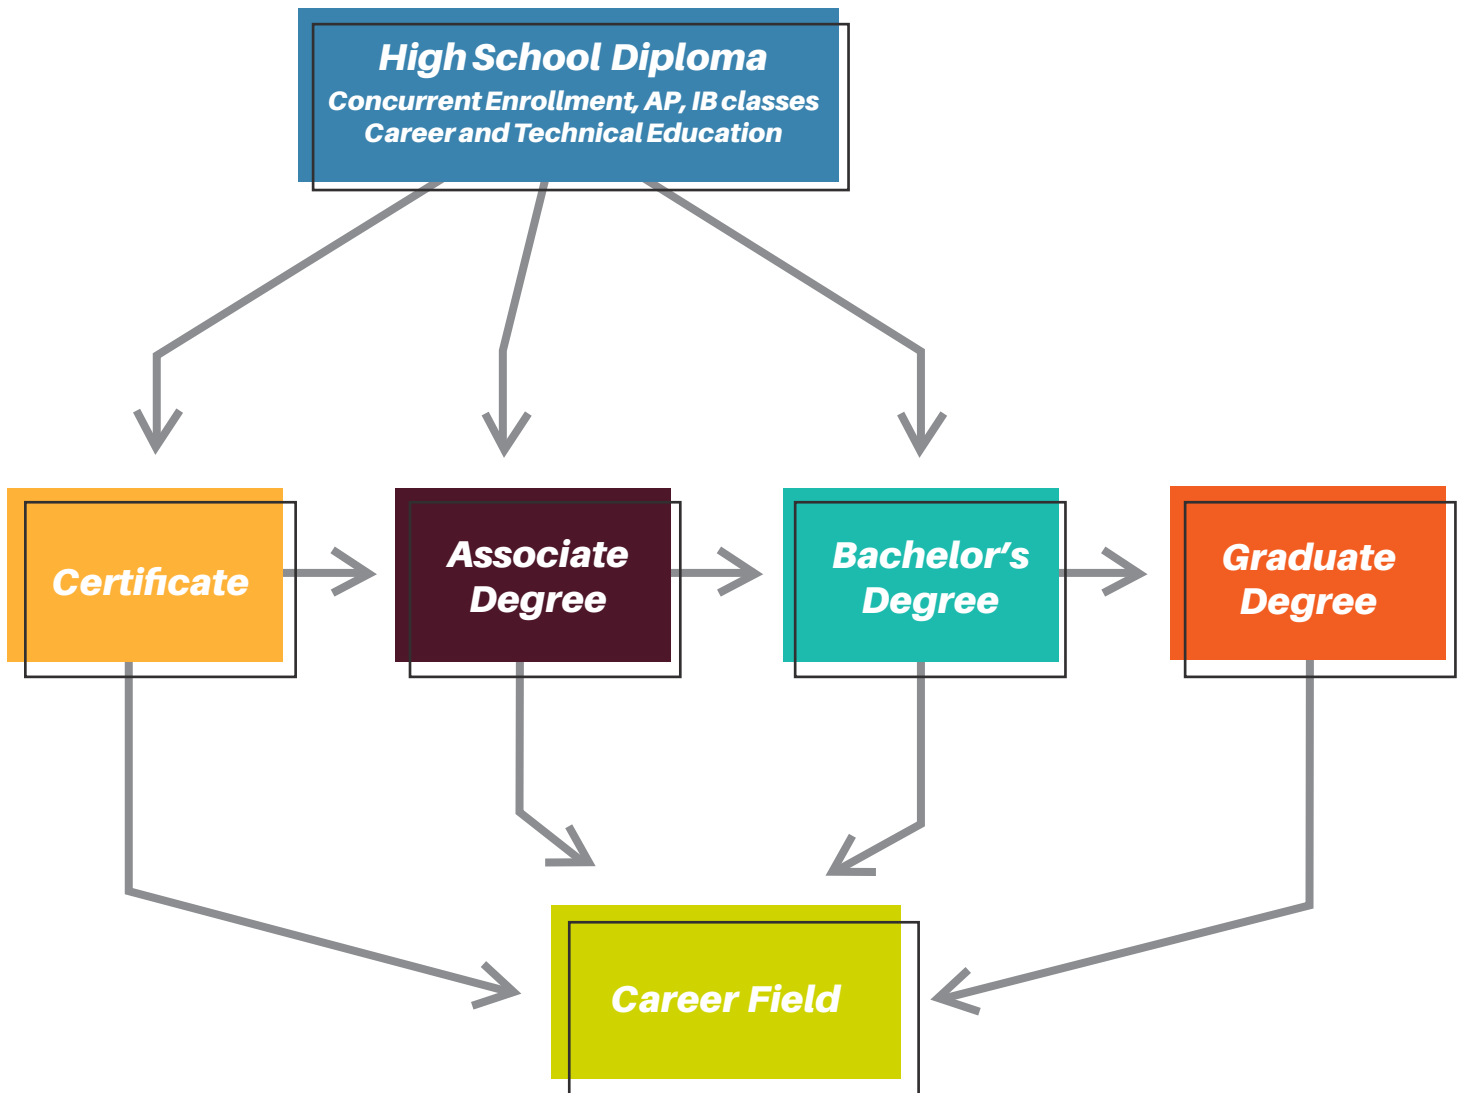 High School Diploma
Concurrent Enrollment, AP, IB classes
Career and Technical Education
Certificate
Associate
Degree
Bachelor's
Degree
Graduate
Degree
Career Field